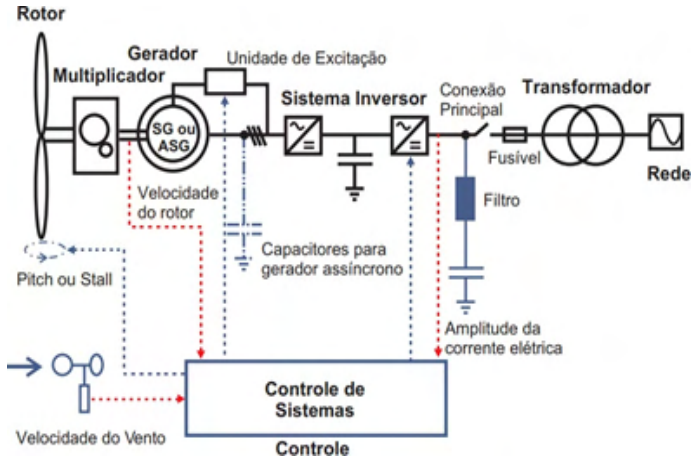 Rotor
Gerador
Multiplicador
Unidade de Excitação
Sistema Inversor
Conexão
Principal
Transformador
SG ou
ASG
Fusível
Rede
Velocidade
do rotor
Filtro
Capacitores para
gerador assíncrono
Pitch ou Stall
Amplitude da
corrente elétrica
Controle de
Sistemas
Velocidade do Vento
Controle